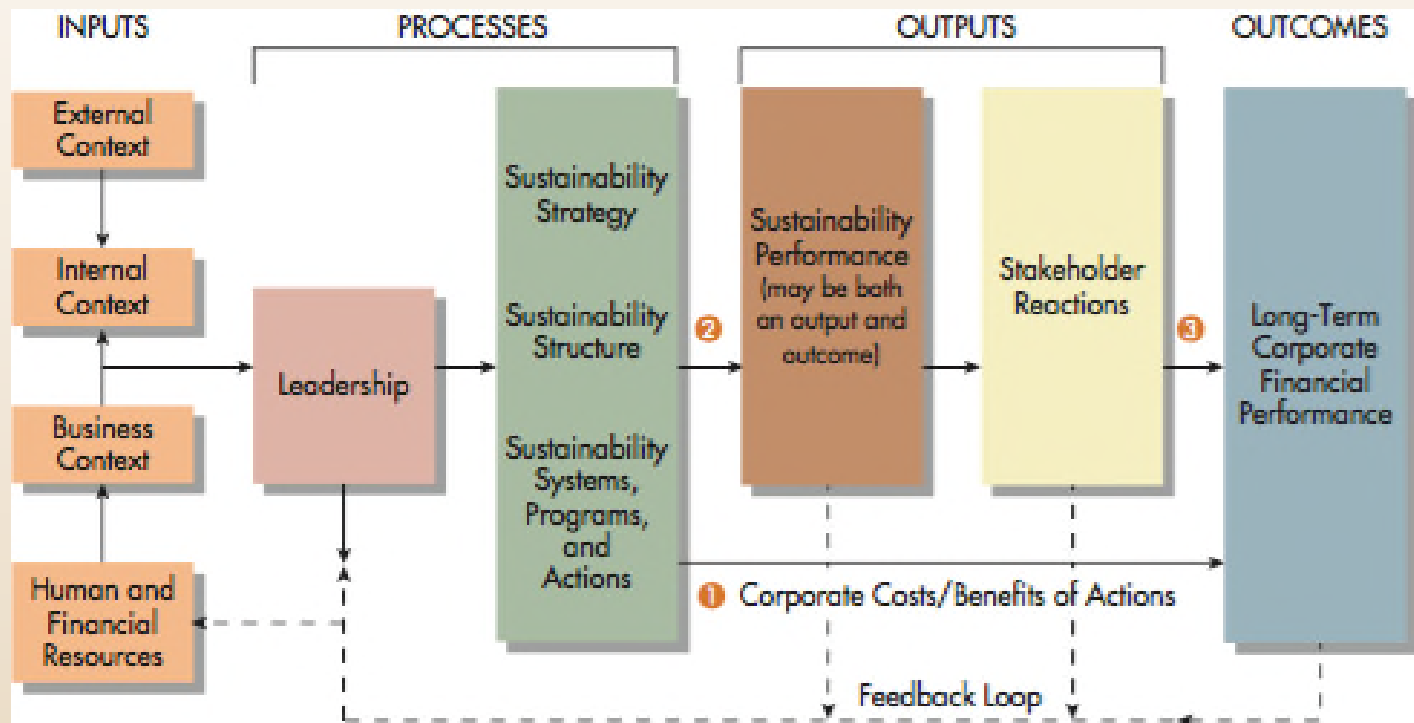 INPUTS
PROCESSES
OUTPUTS
OUTCOMES
External
Context
Internal
Context
Business
Context
Human and
Financial
Resources
Leadership
Sustainability
Strategy
Sustainability
Structure
Sustainability
Systems,
Programs,
and
Actions
2
Sustainability
Performance
(may be both
an output and
outcome)
Stakeholder
Reactions
3
Long-Term
Corporate
Financial
Performance
1 Corporate Costs/Benefits of Actions
Feedback Loop